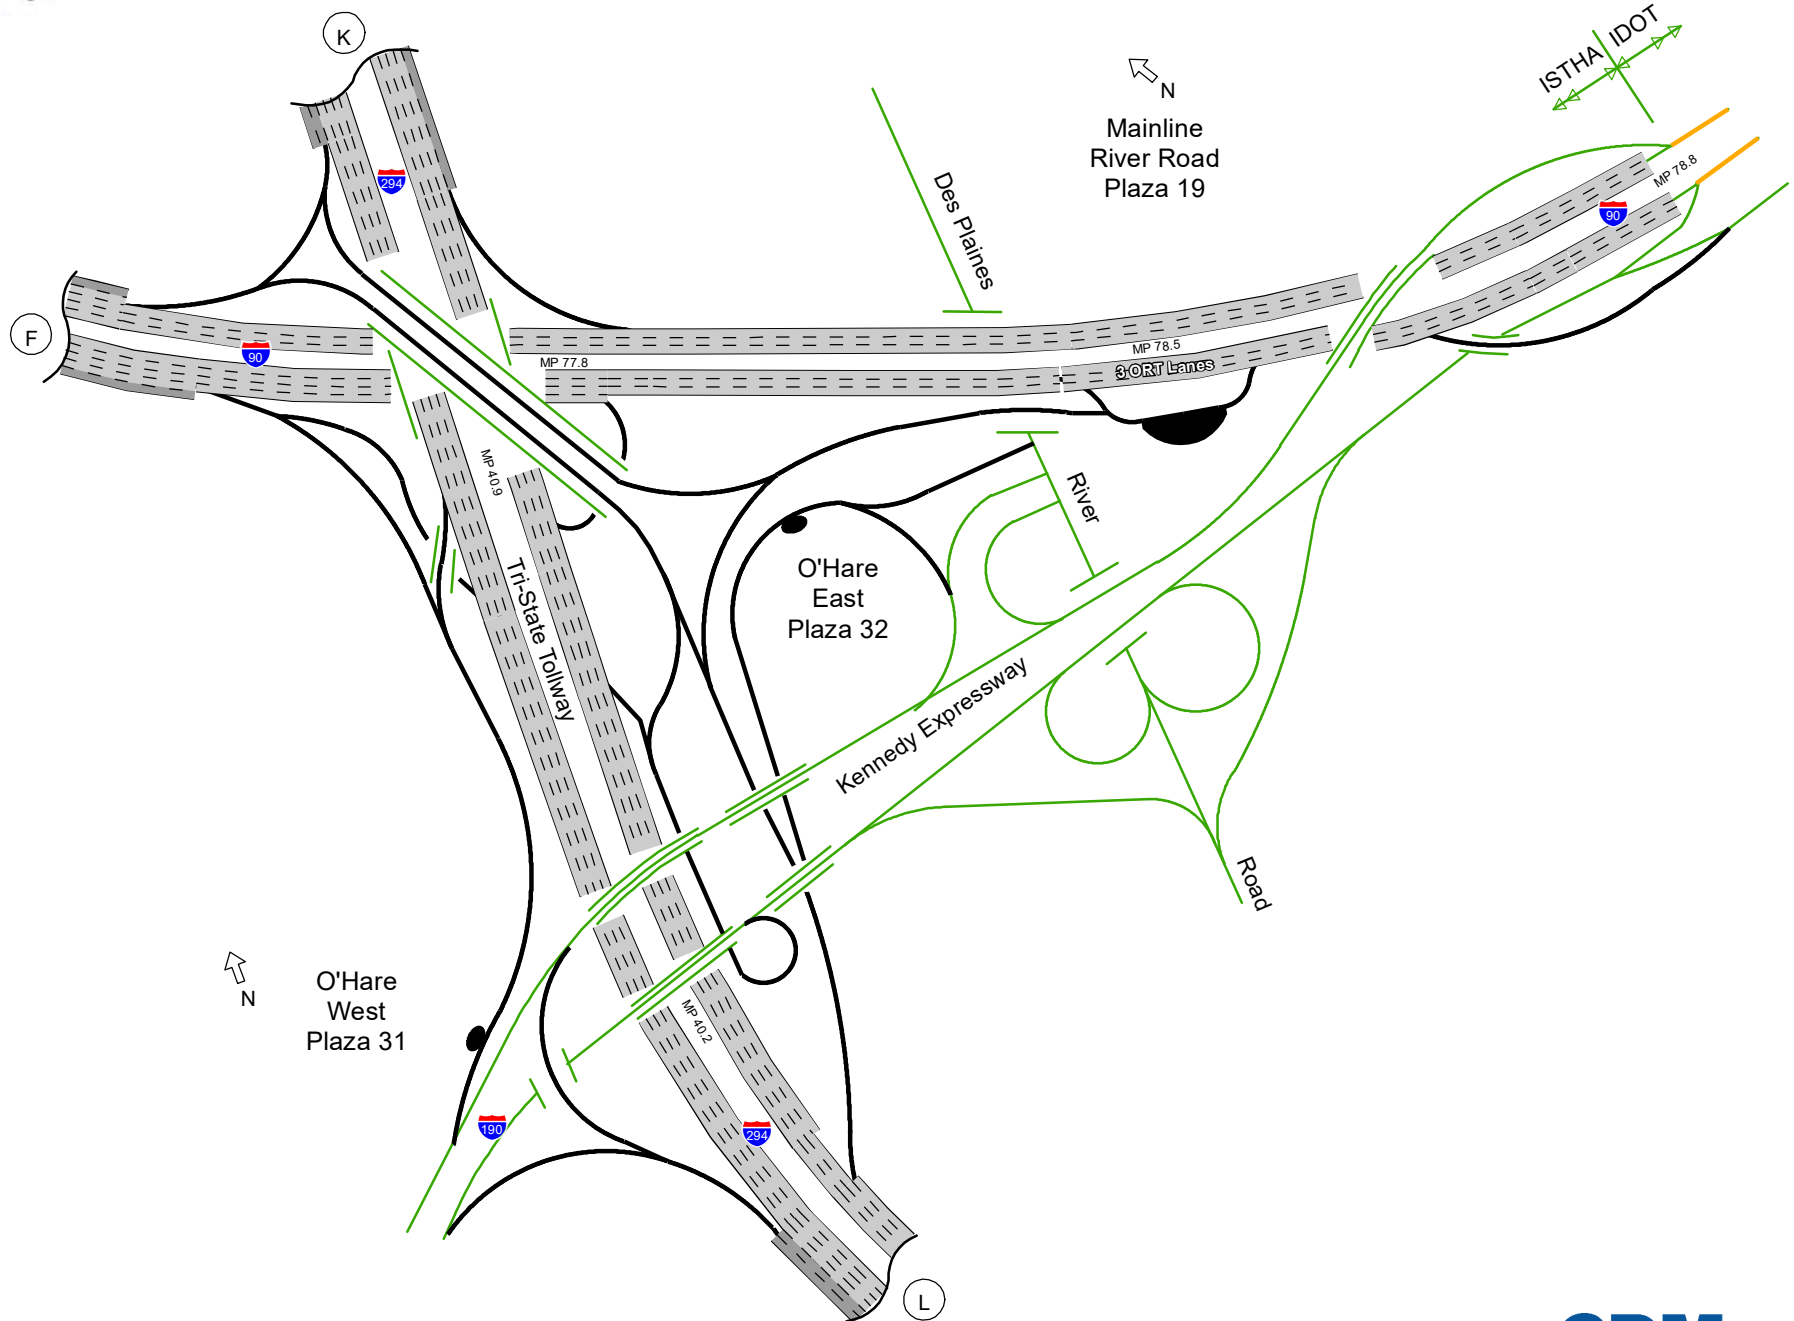 K
ISTHA IDOT
N
Mainline
River Road
Plaza 19
294
Des Plaines
MP 78.8
90
F
90
MP 77.8
MP 78.5
3 ORT Lanes
MP 40.9
River
Tri-State Tollway
O'Hare
East
Plaza 32
Kennedy Expressway
Road
N
O'Hare
West
Plaza 31
MP 40.2
190
294
L